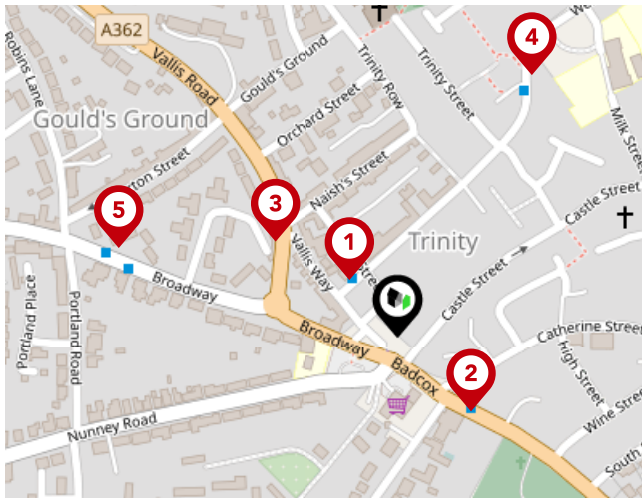 A362
Robins Lane
Vallis Road
Gould's Ground
Trinity Row
Trinity Street
4
Milk Street
Gould's Ground
Orchard Street
Naish's Street
5
3
1
Trinity
Castle Street
Castle Street
Vallis Way
Portland Place
Portland Road
Broadway
Broadway
Badcox
Catherine Street
High Street
2
Nunney Road
Wine Street
South